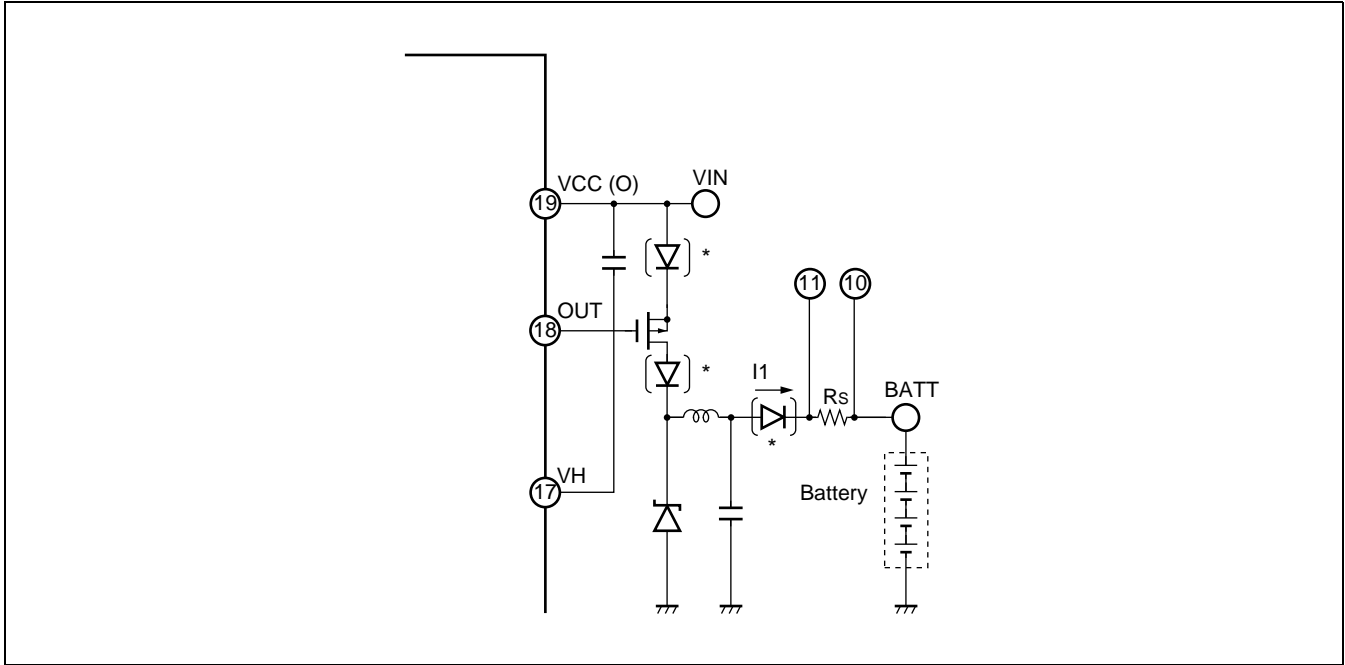 VCC (O)
VIN
19
*
11
10
OUT
18
*
I1
Rs
BATT
*
VH
17
Battery